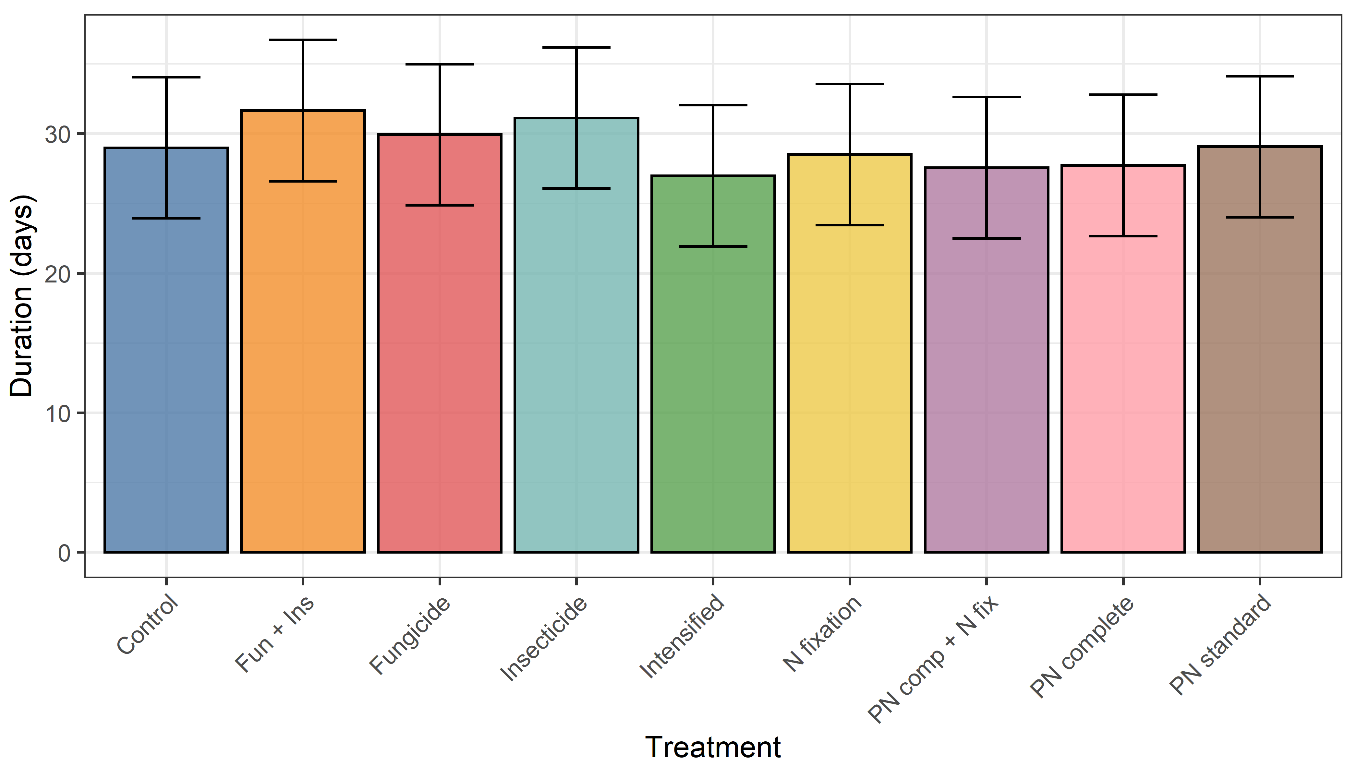 Duration (days)
30
20
10
0
Control
Fun + Ins
Fungicide
Insecticide
Intensified
N fixation
PN comp + N fix
PN complete
PN standard
Treatment